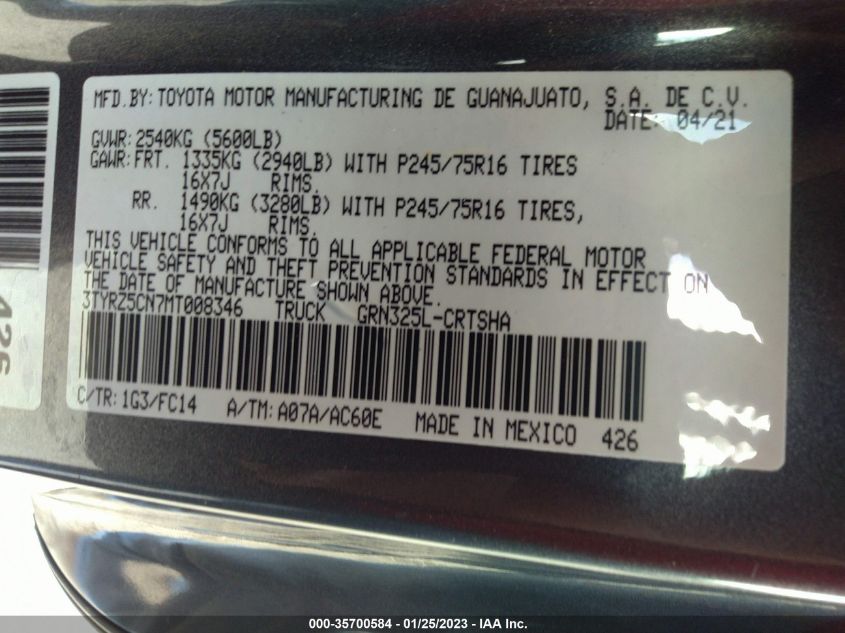 MFD.BY: TOYOTA MOTOR MANUFACTURING DE GUANAJUATO, S.A. DE C.V.
DATE: 04/21
GVWR: 2540KG (5600LB)
GAWR: FRT. 1335KG (2940LB) WITH P245/75R16 TIRES
16X7J RIMS.
RR. 1490KG (3280LB) WITH P245/75R16 TIRES,
16X7J RIMS.
THIS VEHICLE CONFORMS TO ALL APPLICABLE FEDERAL MOTOR
VEHICLE SAFETY AND THEFT PREVENTION STANDARDS IN EFFECT ON
THE DATE OF MANUFACTURE SHOWN ABOVE.
3TYRZ5CN7MT008346 TRUCK GRN325L-CRTSHA
C/TR: 1G3/FC14 A/TM: A07A/AC60E MADE IN MEXICO 426
426
000-35700584 - 01/25/2023 - IAA Inc.